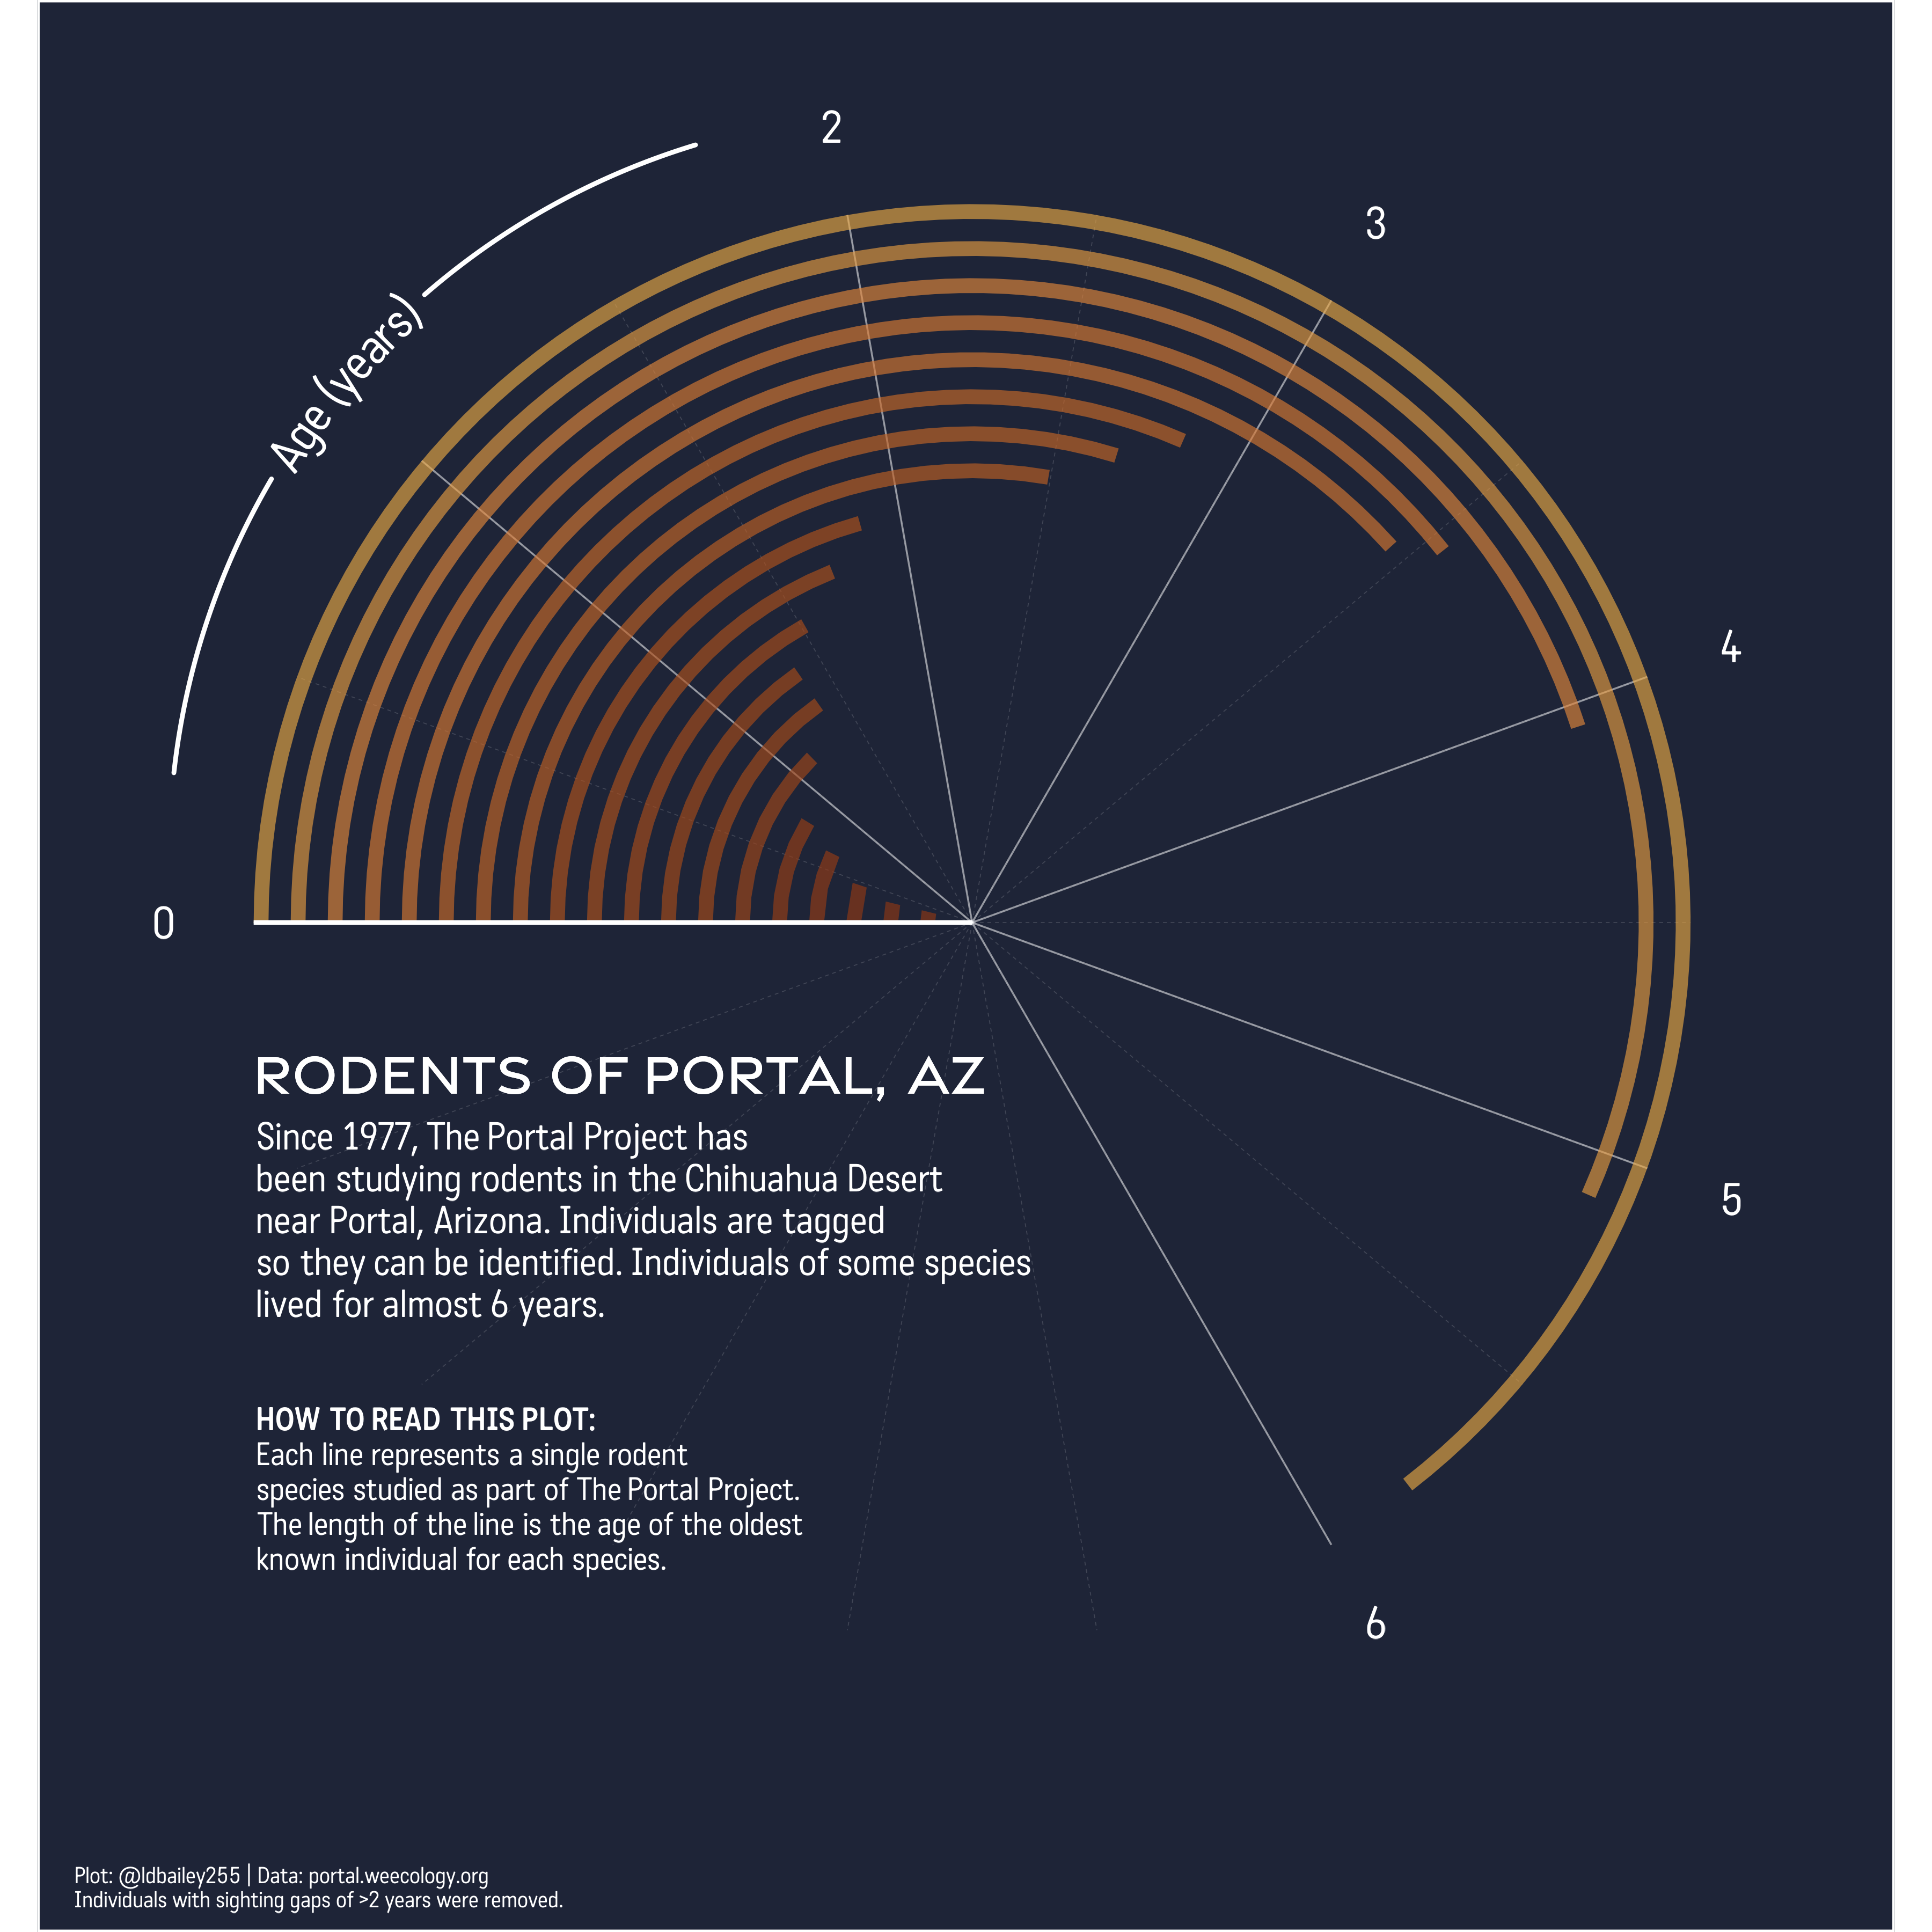 2
3
Age (years)
4
0
RODENTS OF PORTAL, AZ
Since 1977, The Portal Project has
been studying rodents in the Chihuahua Desert
near Portal, Arizona. Individuals are tagged
so they can be identified. Individuals of some species
lived for almost 6 years.
5
HOW TO READ THIS PLOT:
Each line represents a single rodent
species studied as part of The Portal Project.
The length of the line is the age of the oldest
known individual for each species.
6
Plot: @ldbailey255 | Data: portal.weecology.org
Individuals with sighting gaps of >2 years were removed.